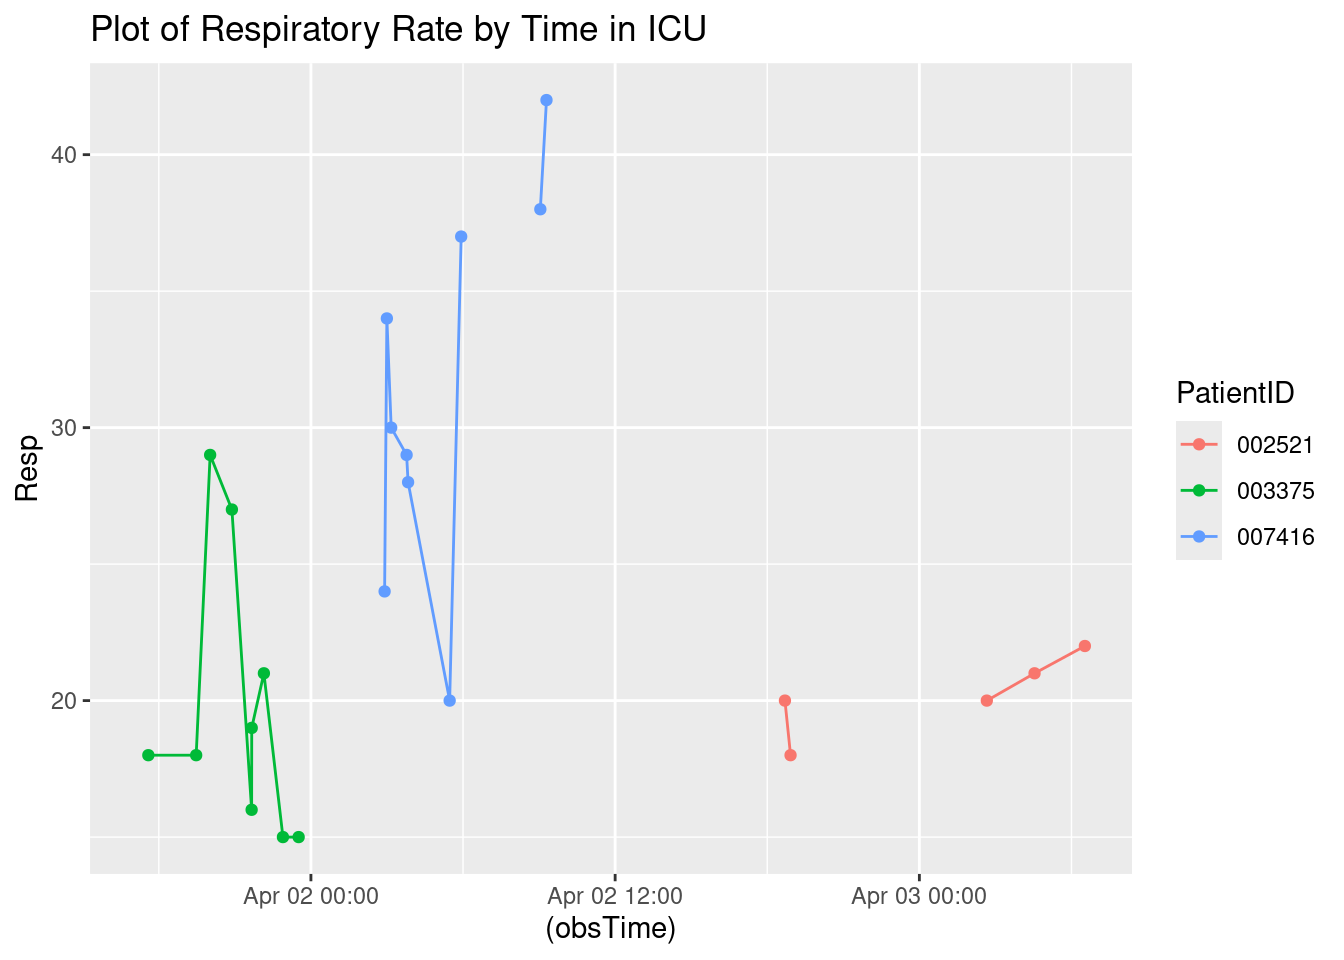 Plot of Respiratory Rate by Time in ICU
40
30
20
Resp
Apr 02 00:00
Apr 02 12:00
Apr 03 00:00
(obsTime)
PatientID
002521
003375
007416